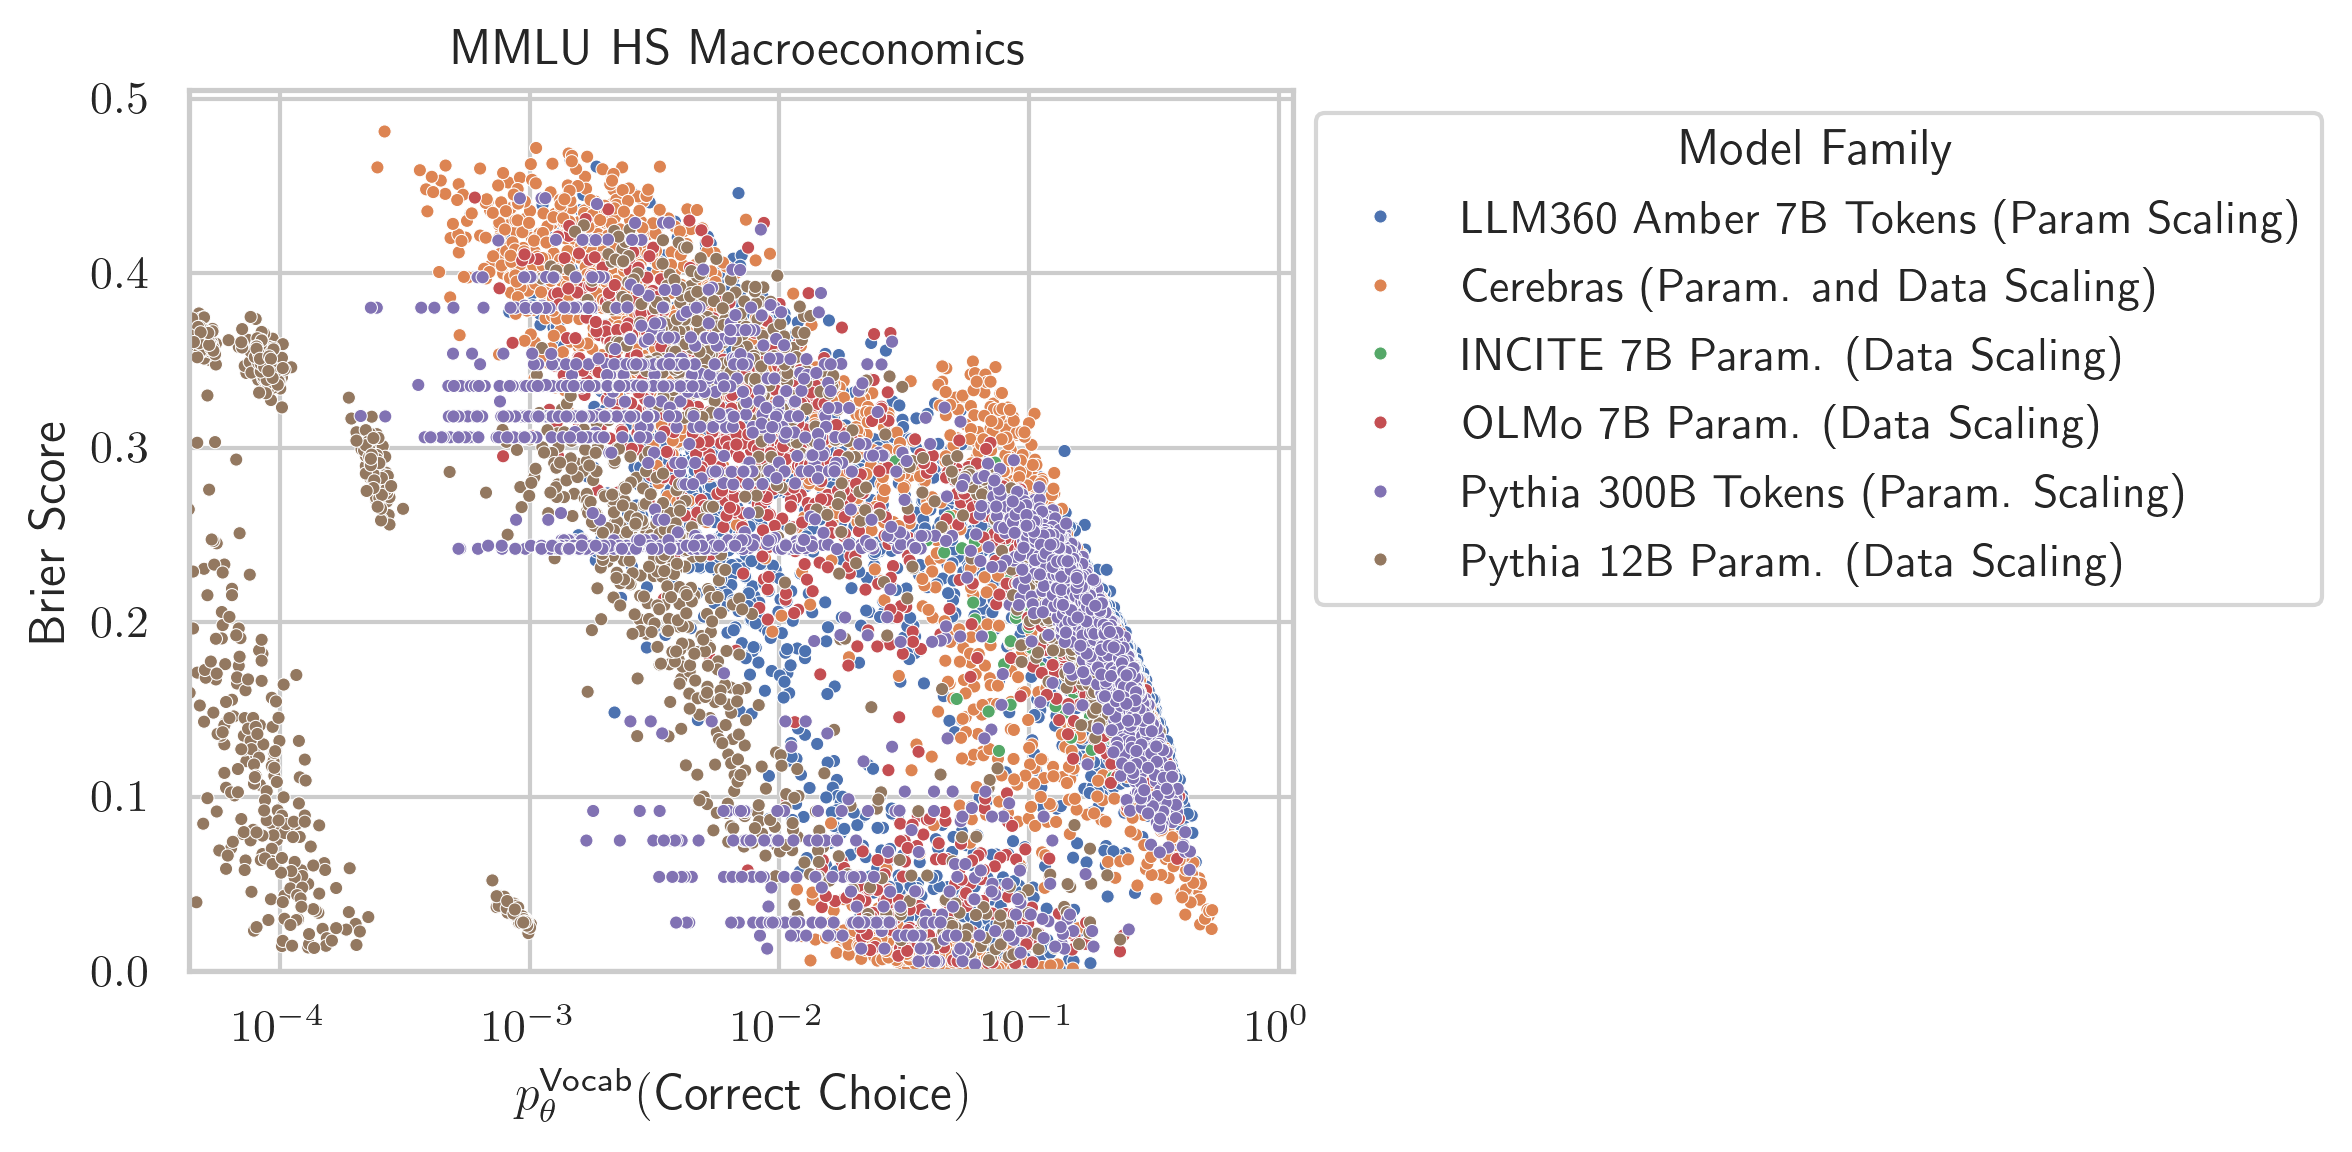 MMLU HS Macroeconomics
0.5
0.4
0.3
0.2
0.1
0.0
Brier Score
10^{-4} 10^{-3} 10^{-2} 10^{-1} 10^{0}
p_θ^{Vocab}(Correct Choice)
Model Family
LLM360 Amber 7B Tokens (Param Scaling)
Cerebras (Param. and Data Scaling)
INCITE 7B Param. (Data Scaling)
OLMo 7B Param. (Data Scaling)
Pythia 300B Tokens (Param. Scaling)
Pythia 12B Param. (Data Scaling)